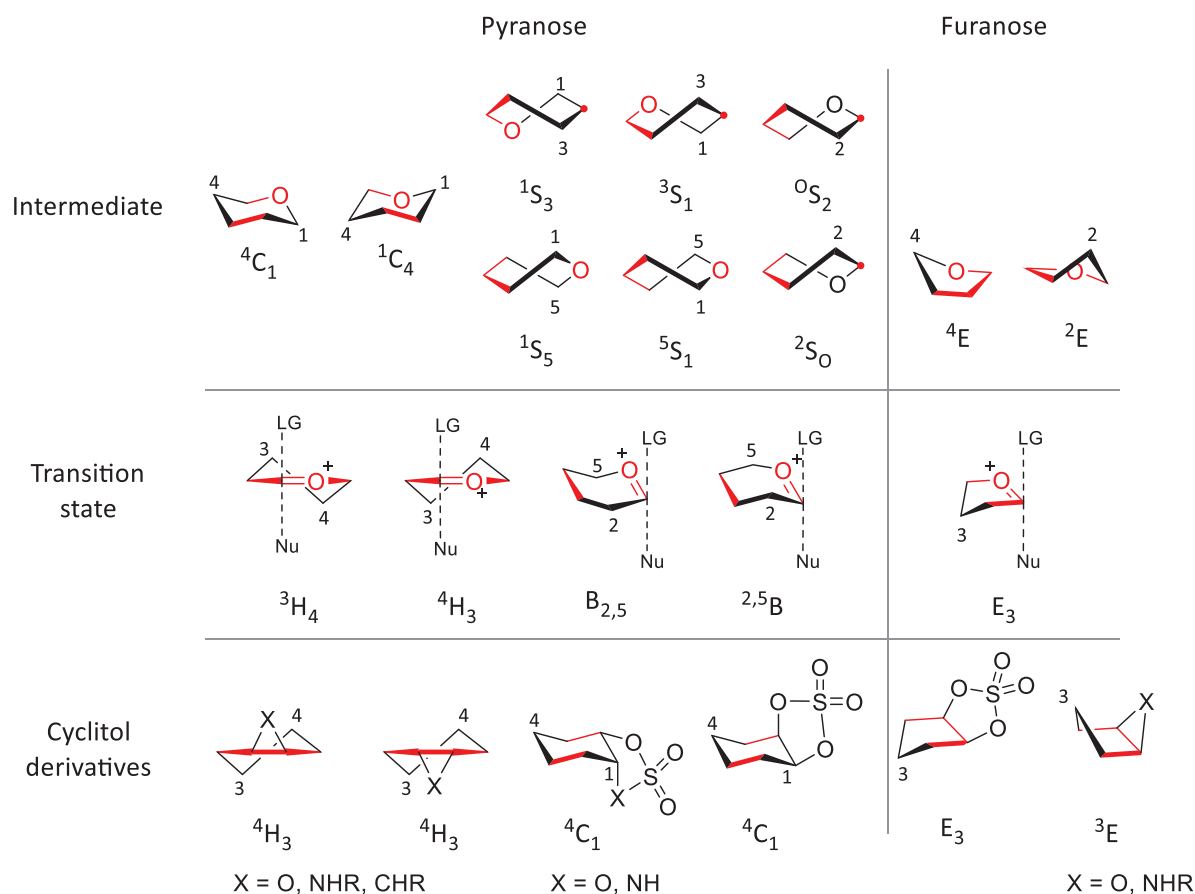 Pyranose Furanose
1 3 O
O 3 O 1 2
4 O 1 O 1
4 ¹S₃ ³S₁ ᴼS₂
Intermediate
⁴C₁ ¹C₄
1 O 5 O 2
5 1 O
4 O 2 O
¹S₅ ⁵S₁ ²Sₒ
⁴E ²E
LG LG LG LG LG
3 O + 4 4 O + 3 5 O + 2 5 O + 2 O + 3
Transition
state
Nu Nu Nu Nu Nu
³H₄ ⁴H₃ B₂,₅ ²,⁵B E₃
Cyclitol
derivatives
X 4 3
4 X 3
4 O S O O X 1
4 O S O O O 1
O S O O O 3
3 X
⁴H₃ ⁴H₃ ⁴C₁ ⁴C₁ E₃ ³E
X = O, NHR, CHR X = O, NH X = O, NHR